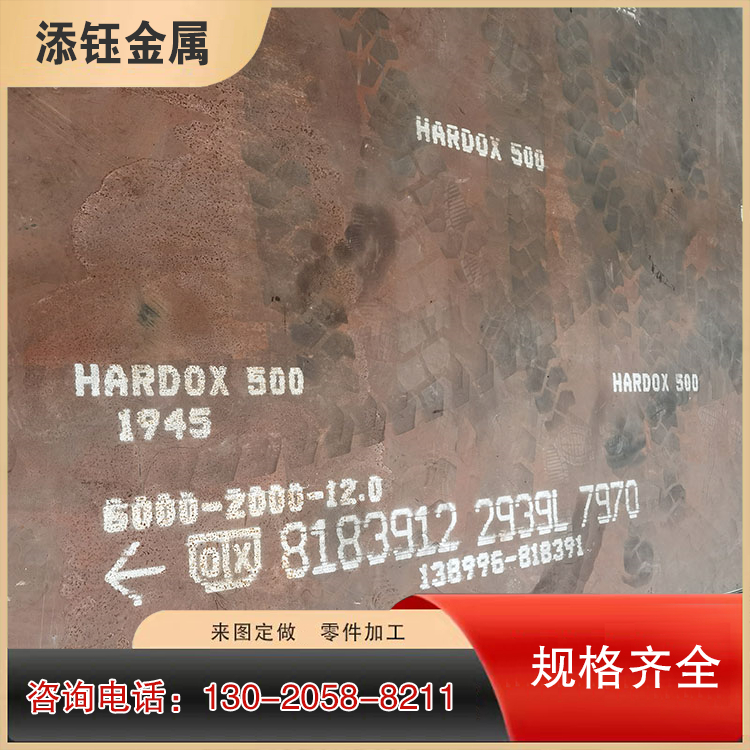 添钰金属
HARDOX 500
HARDOX 500
1945
HARDOX 500
6000-2000-12.0
OX 8183912 2939L 7970
138996-818391
来图定做 零件加工
咨询电话：130-2058-8211
规格齐全